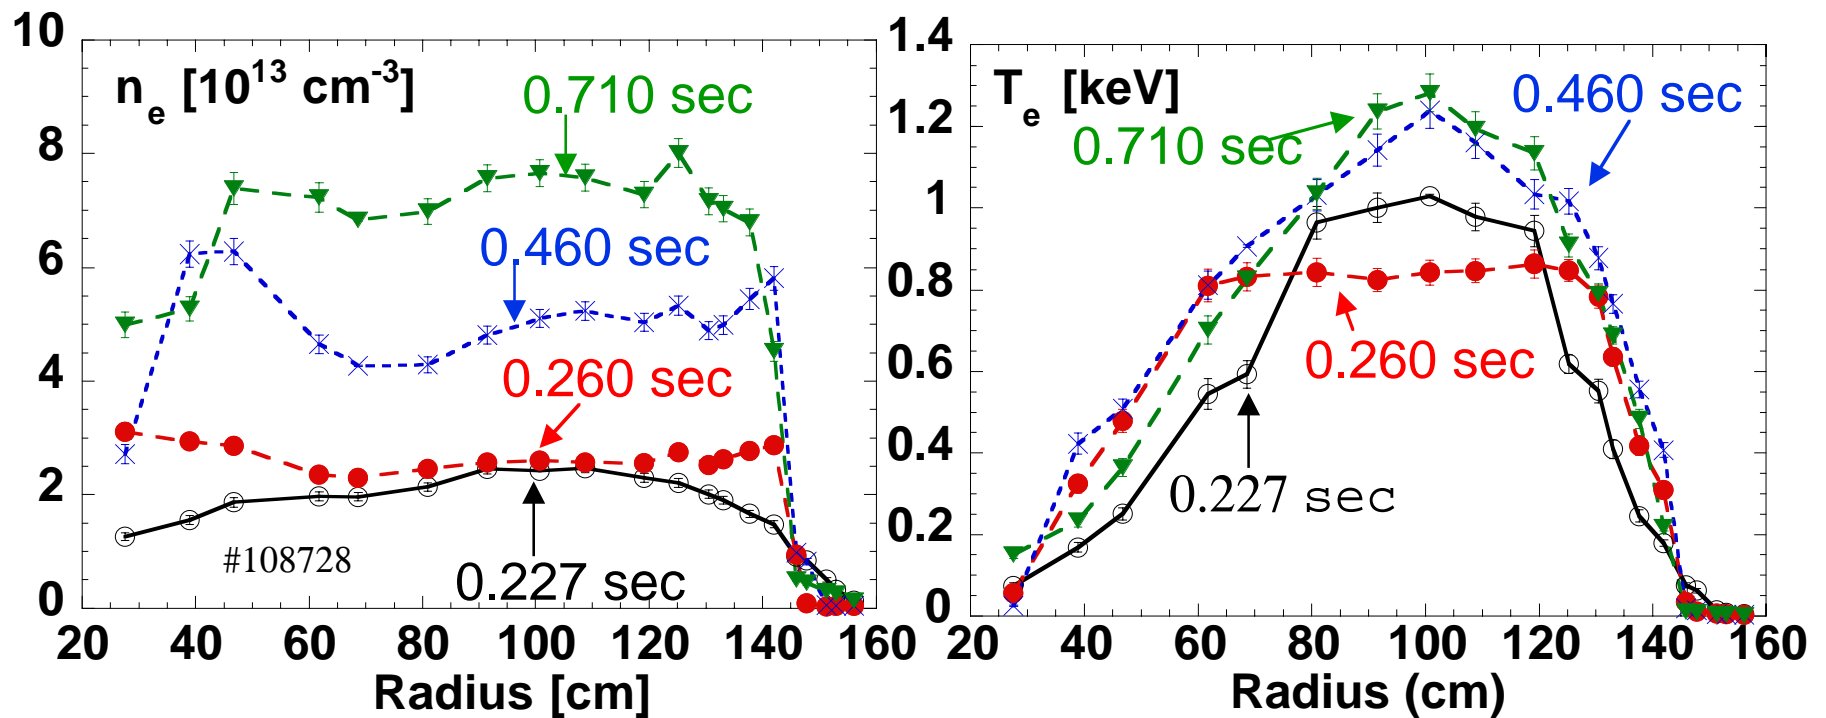 10
8
6
4
2
0
n_e [10^13 cm^-3]
0.710 sec
0.460 sec
0.260 sec
0.227 sec
#108728
20 40 60 80 100 120 140 160
Radius [cm]
1.4
1.2
1
0.8
0.6
0.4
0.2
0
T_e [keV]
0.460 sec
0.710 sec
0.260 sec
0.227 sec
20 40 60 80 100 120 140 160
Radius (cm)